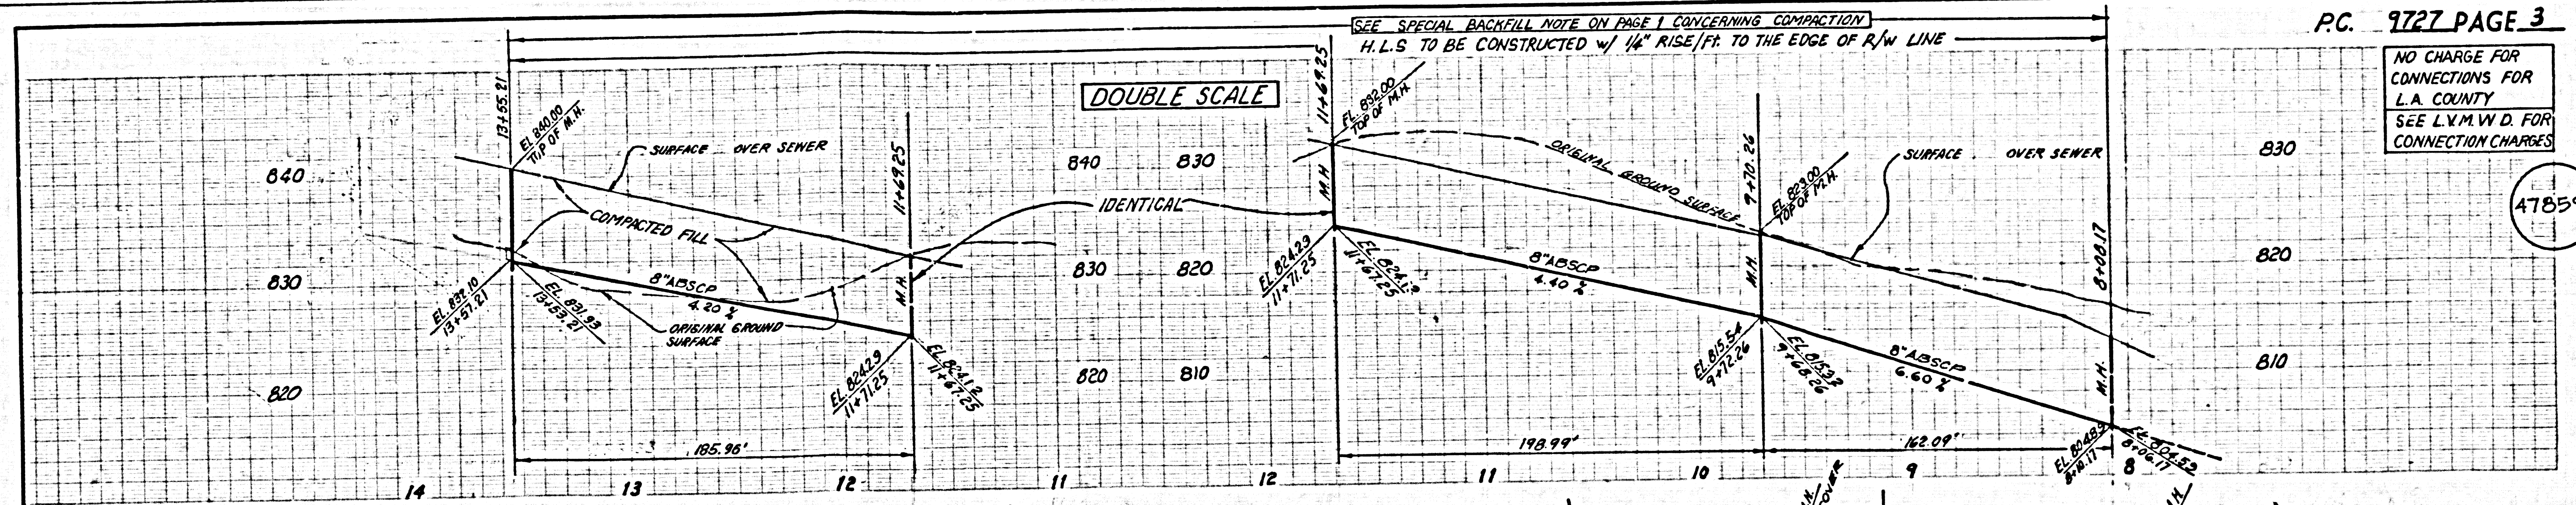 SEE SPECIAL BACKFILL NOTE ON PAGE 1 CONCERNING COMPACTION
H.L.S TO BE CONSTRUCTED w/ 1/4" RISE/Ft. TO THE EDGE OF R/W LINE
P.C. 9727 PAGE 3
NO CHARGE FOR
CONNECTIONS FOR
L.A. COUNTY
SEE L.V.M.W.D. FOR
CONNECTION CHARGES
47859
DOUBLE SCALE
13+55.21
EL 840.00
TOP OF M.H.
SURFACE OVER SEWER
11+69.25
COMPACTED FILL
840
830
820
8" ABSCP
4.20 %
M.H.
ORIGINAL GROUND
SURFACE
EL. 832.10
13+57.21
EL. 831.93
13+53.21
EL. 824.29
11+71.25
EL. 824.12
11+67.25
185.96'
14
13
12
11
IDENTICAL
840
830
820
830
820
810
11+69.25
EL. 832.00
TOP OF M.H.
M.H
ORIGINAL GROUND SURFACE
9+70.26
EL 823.00
TOP OF M.H.
SURFACE OVER SEWER
8+08.17
EL. 824.29
11+71.25
11+67.25
8" ABSCP
4.40 %
M.H.
EL. 815.54
9+72.26
EL 815.33
9+68.26
8" ABSCP
6.60 %
M.H.
EL. 804.89
8+10.17
EL. 804.52
8+06.17
198.99'
162.09'
12
11
10
9
8
830
820
810
OVER